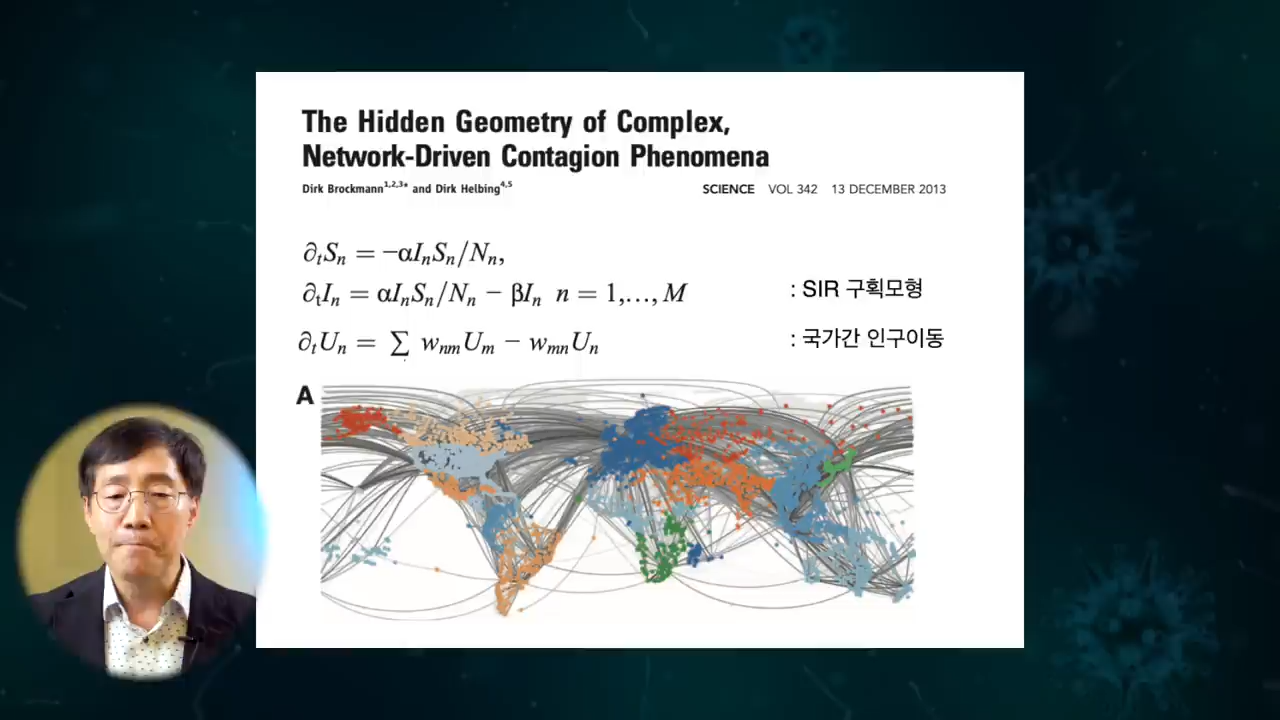 The Hidden Geometry of Complex,
Network-Driven Contagion Phenomena
Dirk Brockmann1,2,3* and Dirk Helbing4,5
SCIENCE VOL 342 13 DECEMBER 2013
∂ₜSₙ = −αIₙSₙ/Nₙ,
∂ₜIₙ = αIₙSₙ/Nₙ − βIₙ n = 1,…, M
: SIR 구획모형
∂ₜUₙ = ∑ wₙₘUₘ − wₘₙUₙ
: 국가간 인구이동
A